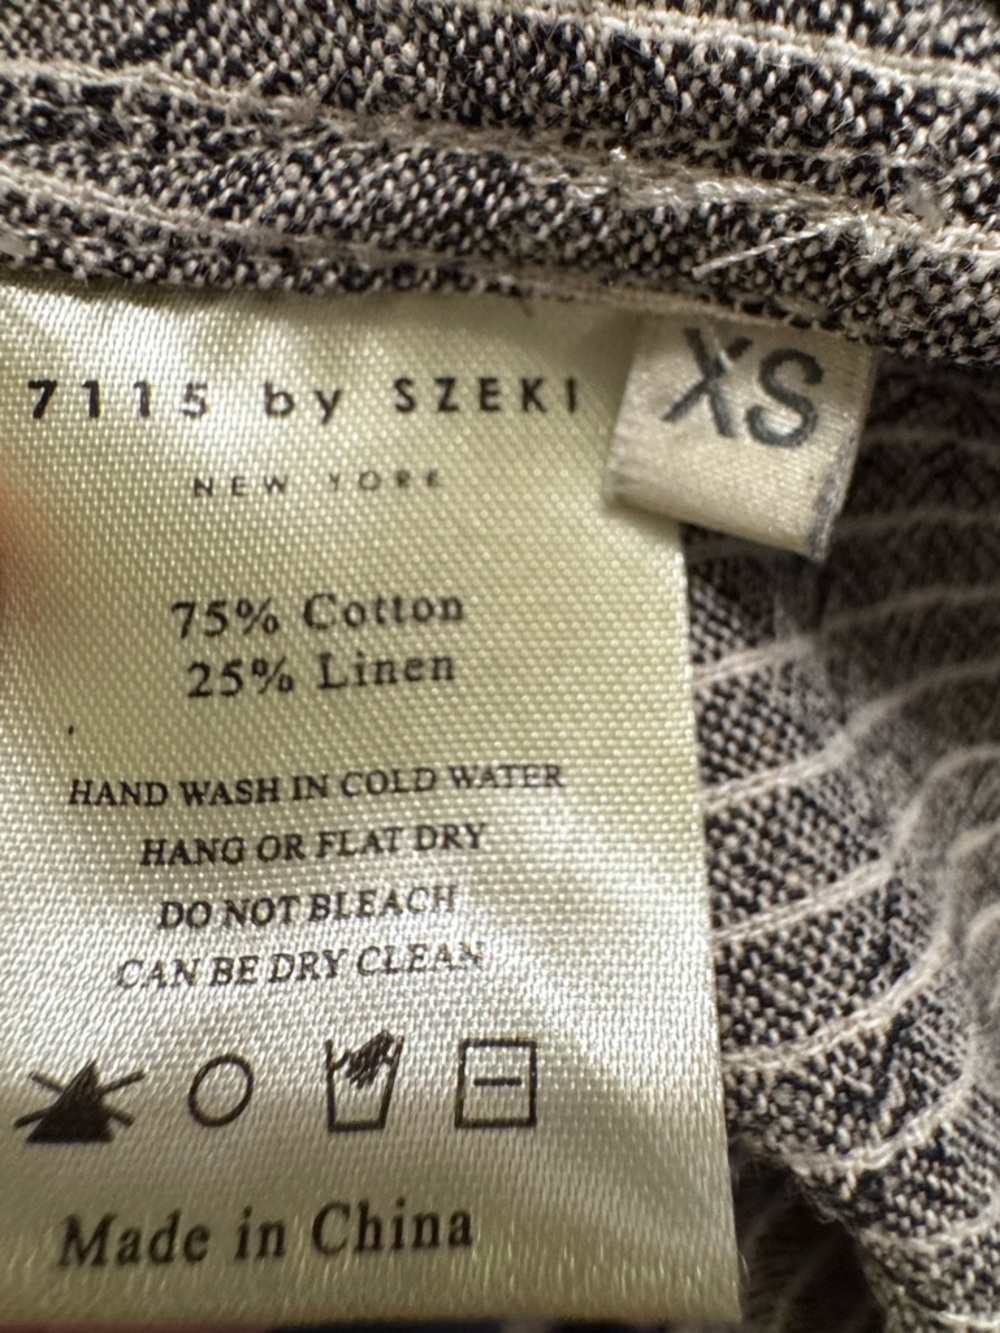 7115 by SZEKI
NEW YORK
XS
75% Cotton
25% Linen
HAND WASH IN COLD WATER
HANG OR FLAT DRY
DO NOT BLEACH
CAN BE DRY CLEAN
Made in China